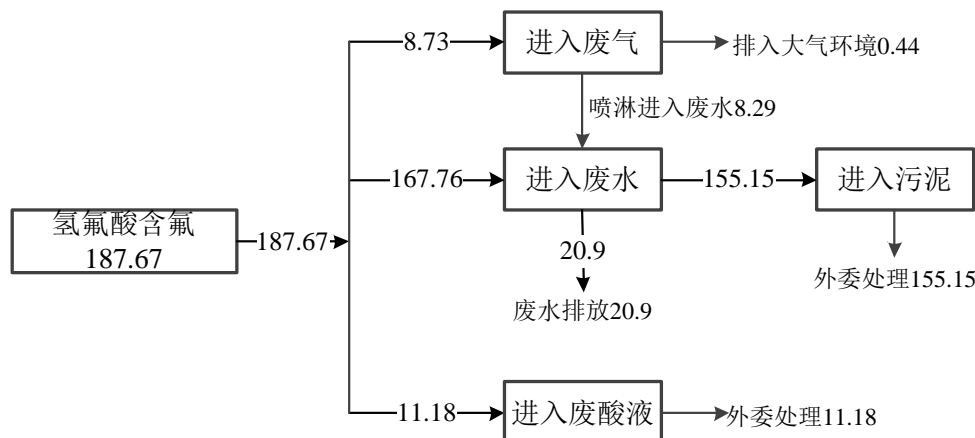 8.73
进入废气
排入大气环境0.44
喷淋进入废水8.29
167.76
进入废水
155.15
进入污泥
氢氟酸含氟
187.67
187.67
20.9
外委处理155.15
废水排放20.9
11.18
进入废酸液
外委处理11.18